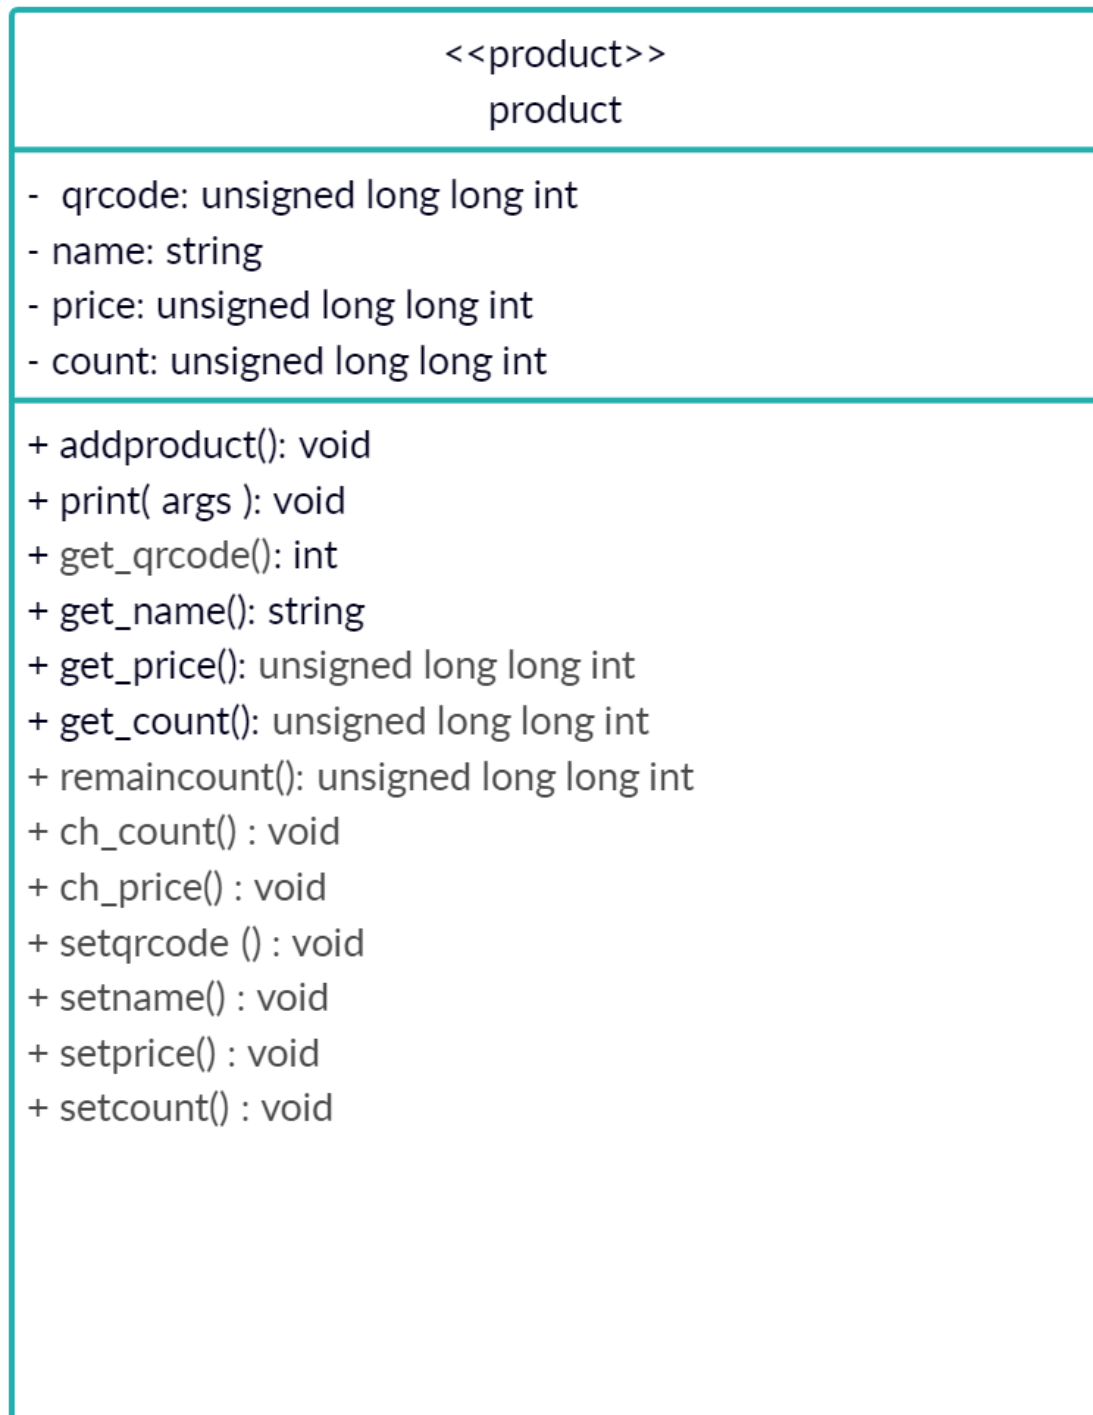 <<product>>
product
-  qrcode: unsigned long long int
- name: string
- price: unsigned long long int
- count: unsigned long long int
+ addproduct(): void
+ print( args ): void
+ get_qrcode(): int
+ get_name(): string
+ get_price(): unsigned long long int
+ get_count(): unsigned long long int
+ remaincount(): unsigned long long int
+ ch_count() : void
+ ch_price() : void
+ setqrcode () : void
+ setname() : void
+ setprice() : void
+ setcount() : void